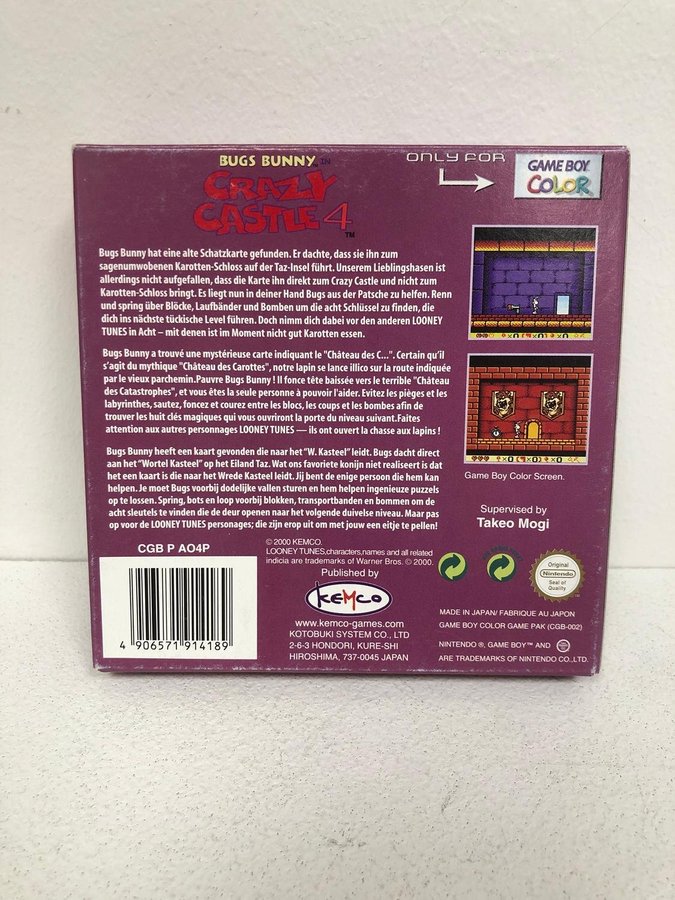 BUGS BUNNY™ IN
CRAZY
CASTLE 4™
ONLY FOR
GAME BOY
COLOR
Bugs Bunny hat eine alte Schatzkarte gefunden. Er dachte, dass sie ihn zum
sagenumwobenen Karotten-Schloss auf der Taz-Insel führt. Unserem Lieblingshasen ist
allerdings nicht aufgefallen, dass die Karte ihn direkt zum Crazy Castle und nicht zum
Karotten-Schloss bringt. Es liegt nun in deiner Hand Bugs aus der Patsche zu helfen. Renn
und spring über Blöcke, Laufbänder und Bomben um die acht Schlüssel zu finden, die
dich ins nächste tückische Level führen. Doch nimm dich dabei vor den anderen LOONEY
TUNES in Acht – mit denen ist im Moment nicht gut Karotten essen.
Bugs Bunny a trouvé une mystérieuse carte indiquant le "Château des C...". Certain qu'il
s'agit du mythique "Château des Carottes", notre lapin se lance illico sur la route indiquée
par le vieux parchemin.Pauvre Bugs Bunny ! Il fonce tête baissée vers le terrible "Château
des Catastrophes", et vous êtes la seule personne à pouvoir l'aider. Evitez les pièges et les
labyrinthes, sautez, foncez et courez entre les blocs, les coups et les bombes afin de
trouver les huit clés magiques qui vous ouvriront la porte du niveau suivant.Faites
attention aux autres personnages LOONEY TUNES — ils ont ouvert la chasse aux lapins !
Bugs Bunny heeft een kaart gevonden die naar het "W. Kasteel" leidt. Bugs dacht direct
aan het "Wortel Kasteel" op het Eiland Taz. Wat ons favoriete konijn niet realiseert is dat
het een kaart is die naar het Wrede Kasteel leidt. Jij bent de enige persoon die hem kan
helpen. Je moet Bugs voorbij dodelijke vallen sturen en hem helpen ingenieuze puzzels
op te lossen. Spring, bots en loop voorbij blokken, transportbanden en bommen om de
acht sleutels te vinden die de deur openen naar het volgende duivelse niveau. Maar pas
op voor de LOONEY TUNES personages; die zijn erop uit om met jouw een eitje te pellen!
Game Boy Color Screen.
Supervised by
Takeo Mogi
CGB P AO4P
4 906571 914189
© 2000 KEMCO.
LOONEY TUNES,characters,names and all related
indicia are trademarks of Warner Bros. © 2000.
Published by
KEMCO
www.kemco-games.com
KOTOBUKI SYSTEM CO., LTD
2-6-3 HONDORI, KURE-SHI
HIROSHIMA, 737-0045 JAPAN
Original
Nintendo
Seal of
Quality
MADE IN JAPAN/ FABRIQUE AU JAPON
GAME BOY COLOR GAME PAK (CGB-002)
NINTENDO ®, GAME BOY ™ AND
ARE TRADEMARKS OF NINTENDO CO.,LTD.